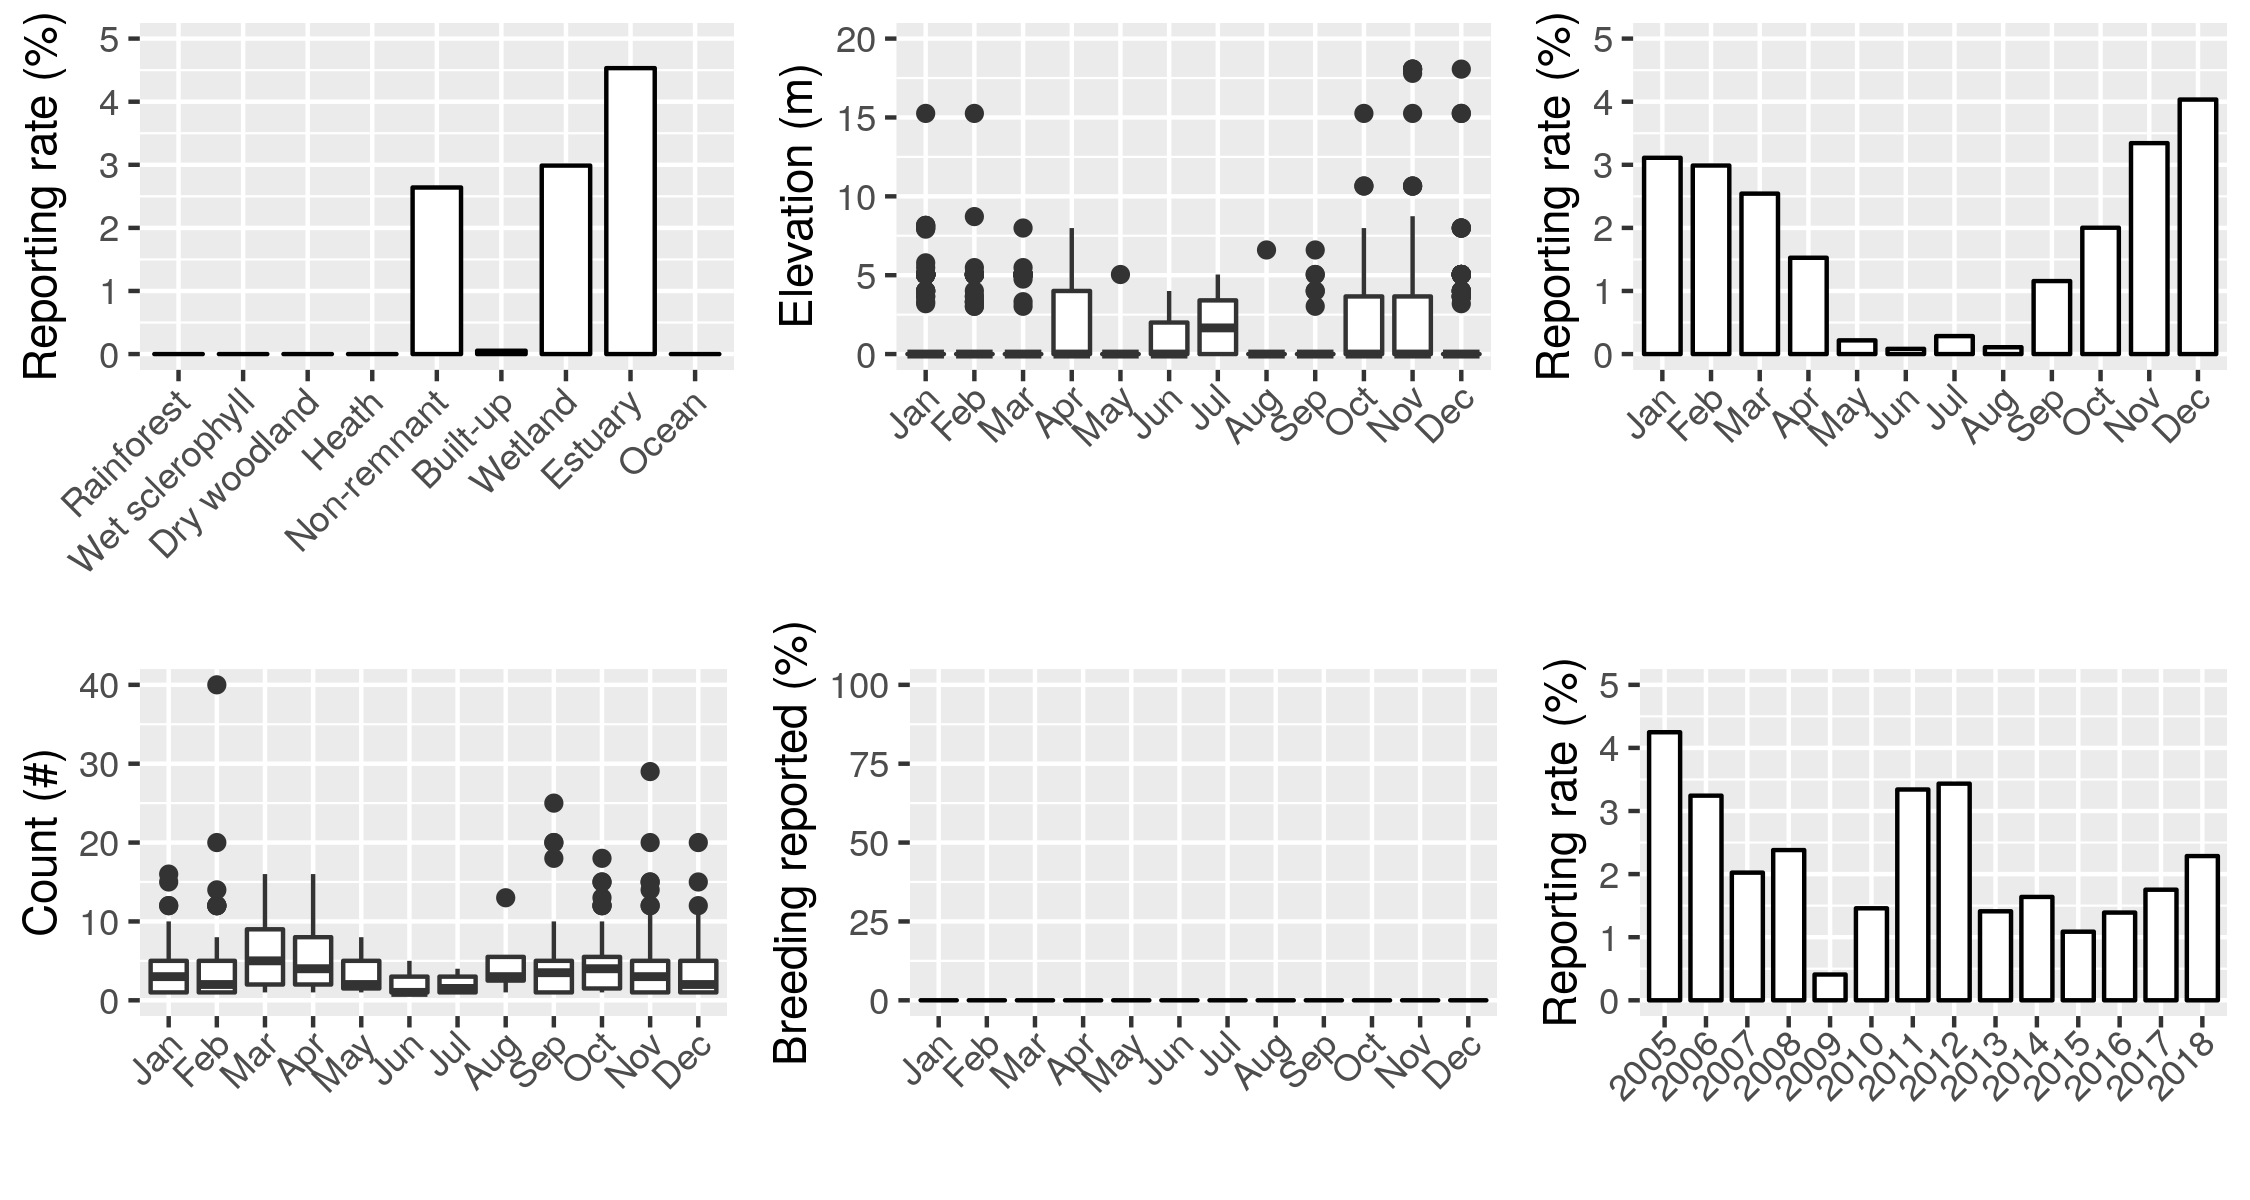 Reporting rate (%)
5
4
3
2
1
0
Rainforest
Wet sclerophyll
Dry woodland
Heath
Non-remnant
Built-up
Wetland
Estuary
Ocean
Elevation (m)
20
15
10
5
0
Jan
Feb
Mar
Apr
May
Jun
Jul
Aug
Sep
Oct
Nov
Dec
Reporting rate (%)
5
4
3
2
1
0
Jan
Feb
Mar
Apr
May
Jun
Jul
Aug
Sep
Oct
Nov
Dec
Count (#)
40
30
20
10
0
Jan
Feb
Mar
Apr
May
Jun
Jul
Aug
Sep
Oct
Nov
Dec
Breeding reported (%)
100
75
50
25
0
Jan
Feb
Mar
Apr
May
Jun
Jul
Aug
Sep
Oct
Nov
Dec
Reporting rate (%)
5
4
3
2
1
0
2005
2006
2007
2008
2009
2010
2011
2012
2013
2014
2015
2016
2017
2018